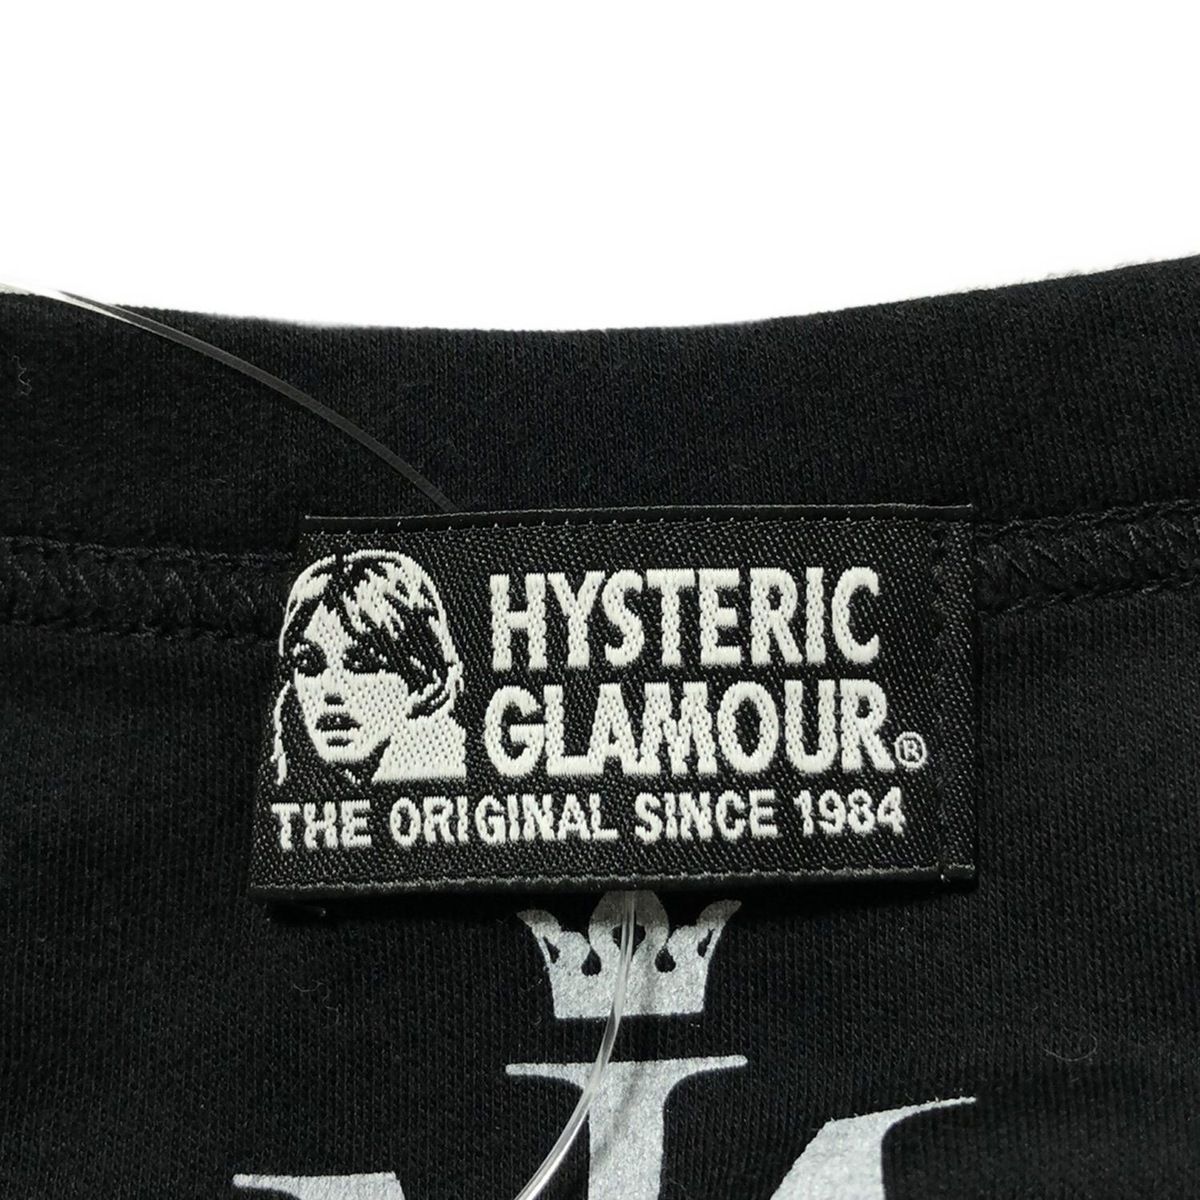 HYSTERIC
GLAMOUR®
THE ORIGINAL SINCE 1984